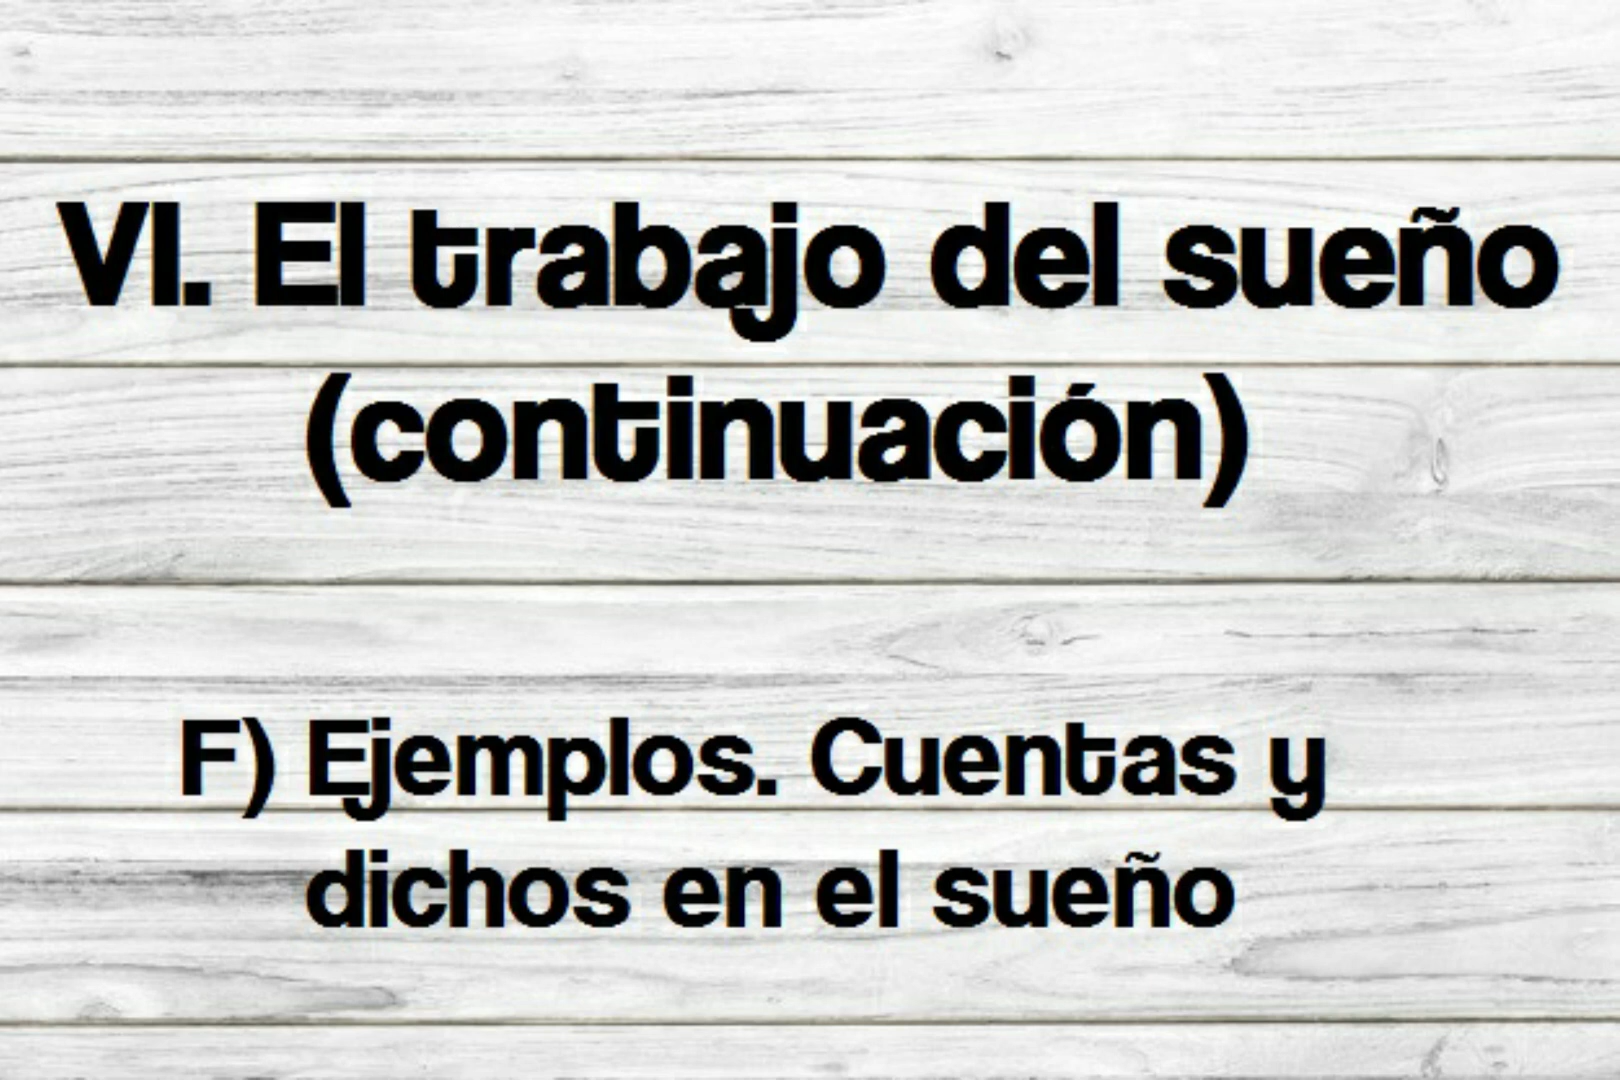 VI. El trabajo del sueño
(continuación)
F) Ejemplos. Cuentas y
dichos en el sueño